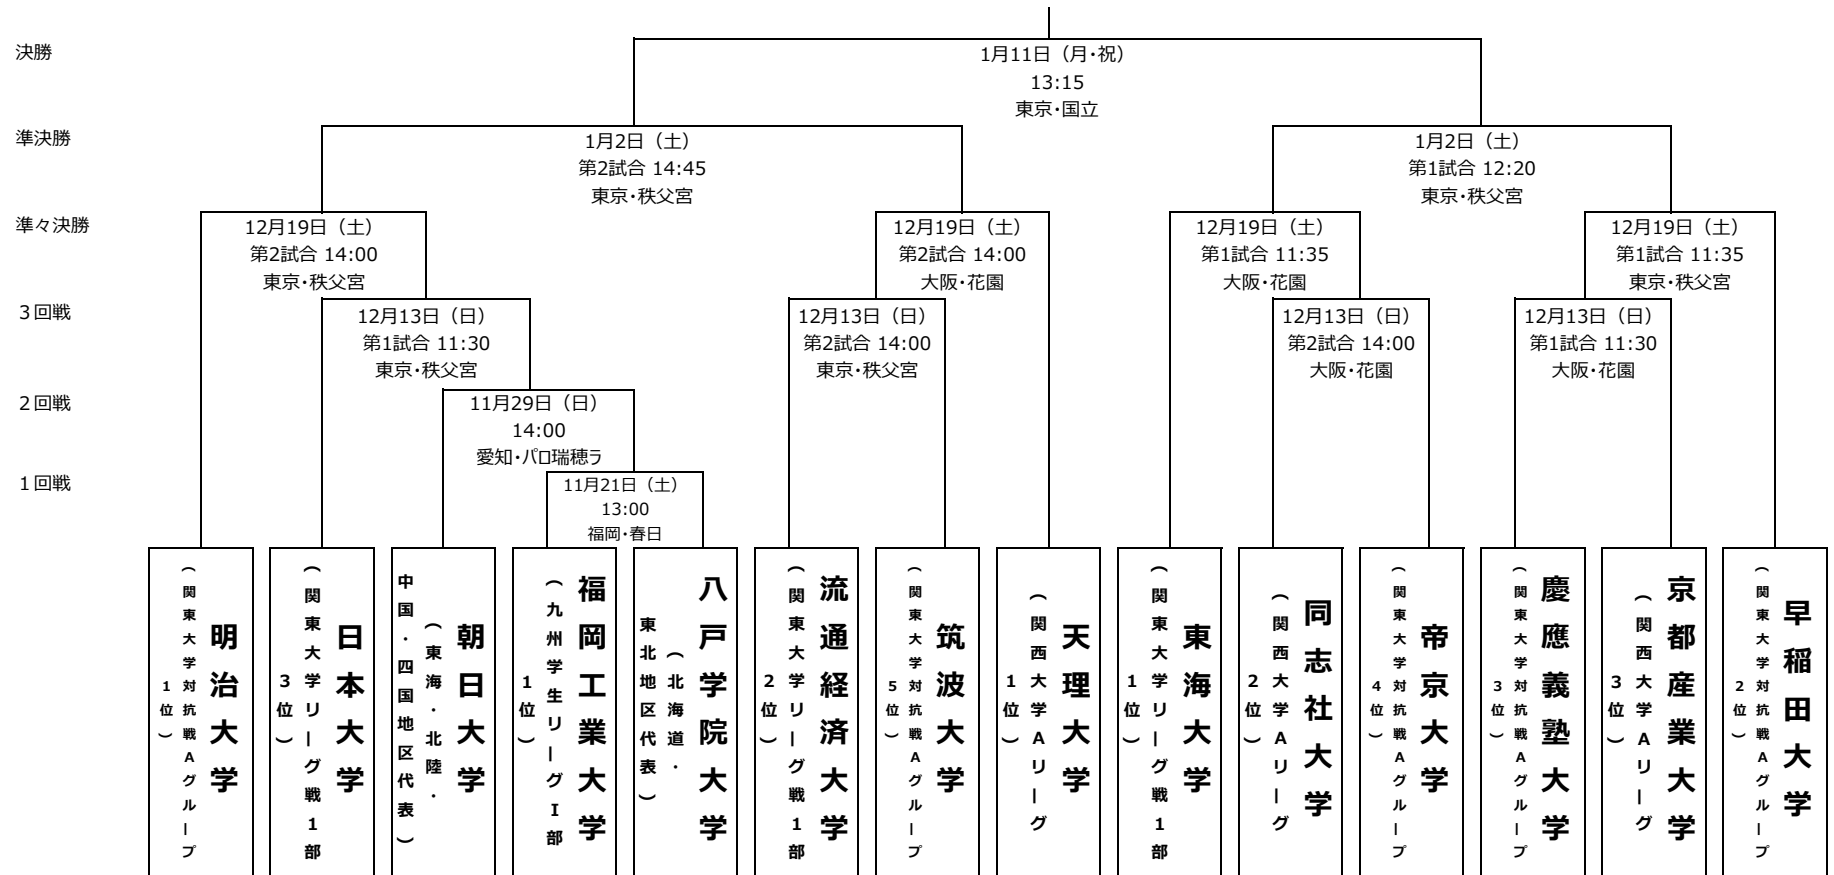 決勝
1月11日（月・祝）
13:15
東京・国立
準決勝
1月2日（土）
第2試合 14:45
東京・秩父宮
1月2日（土）
第1試合 12:20
東京・秩父宮
準々決勝
12月19日（土）
第2試合 14:00
東京・秩父宮
12月19日（土）
第2試合 14:00
大阪・花園
12月19日（土）
第1試合 11:35
大阪・花園
12月19日（土）
第1試合 11:35
東京・秩父宮
３回戦
12月13日（日）
第1試合 11:30
東京・秩父宮
12月13日（日）
第2試合 14:00
東京・秩父宮
12月13日（日）
第2試合 14:00
大阪・花園
12月13日（日）
第1試合 11:30
大阪・花園
２回戦
11月29日（日）
14:00
愛知・パロ瑞穂ラ
１回戦
11月21日（土）
13:00
福岡・春日
明治大学
（関東大学対抗戦Aグループ
1位）
日本大学
（関東大学リーグ戦1部
3位）
朝日大学
（東海・北陸・
中国・四国地区代表）
福岡工業大学
（九州学生リーグⅠ部
1位）
八戸学院大学
（北海道・
東北地区代表）
流通経済大学
（関東大学リーグ戦1部
2位）
筑波大学
（関東大学対抗戦Aグループ
5位）
天理大学
（関西大学Aリーグ
1位）
東海大学
（関東大学リーグ戦1部
1位）
同志社大学
（関西大学Aリーグ
2位）
帝京大学
（関東大学対抗戦Aグループ
4位）
慶應義塾大学
（関東大学対抗戦Aグループ
3位）
京都産業大学
（関西大学Aリーグ
3位）
早稲田大学
（関東大学対抗戦Aグループ
2位）